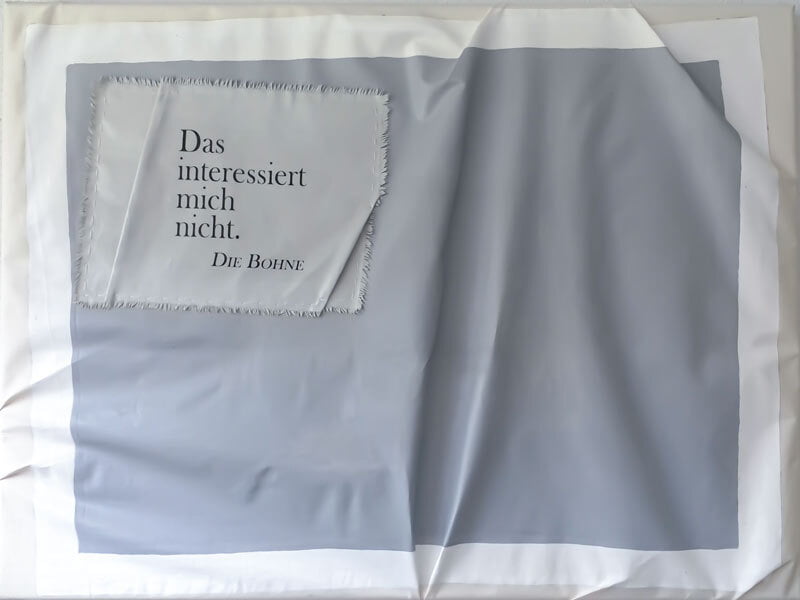 Das
interessiert
mich
nicht.
DIE BOHNE